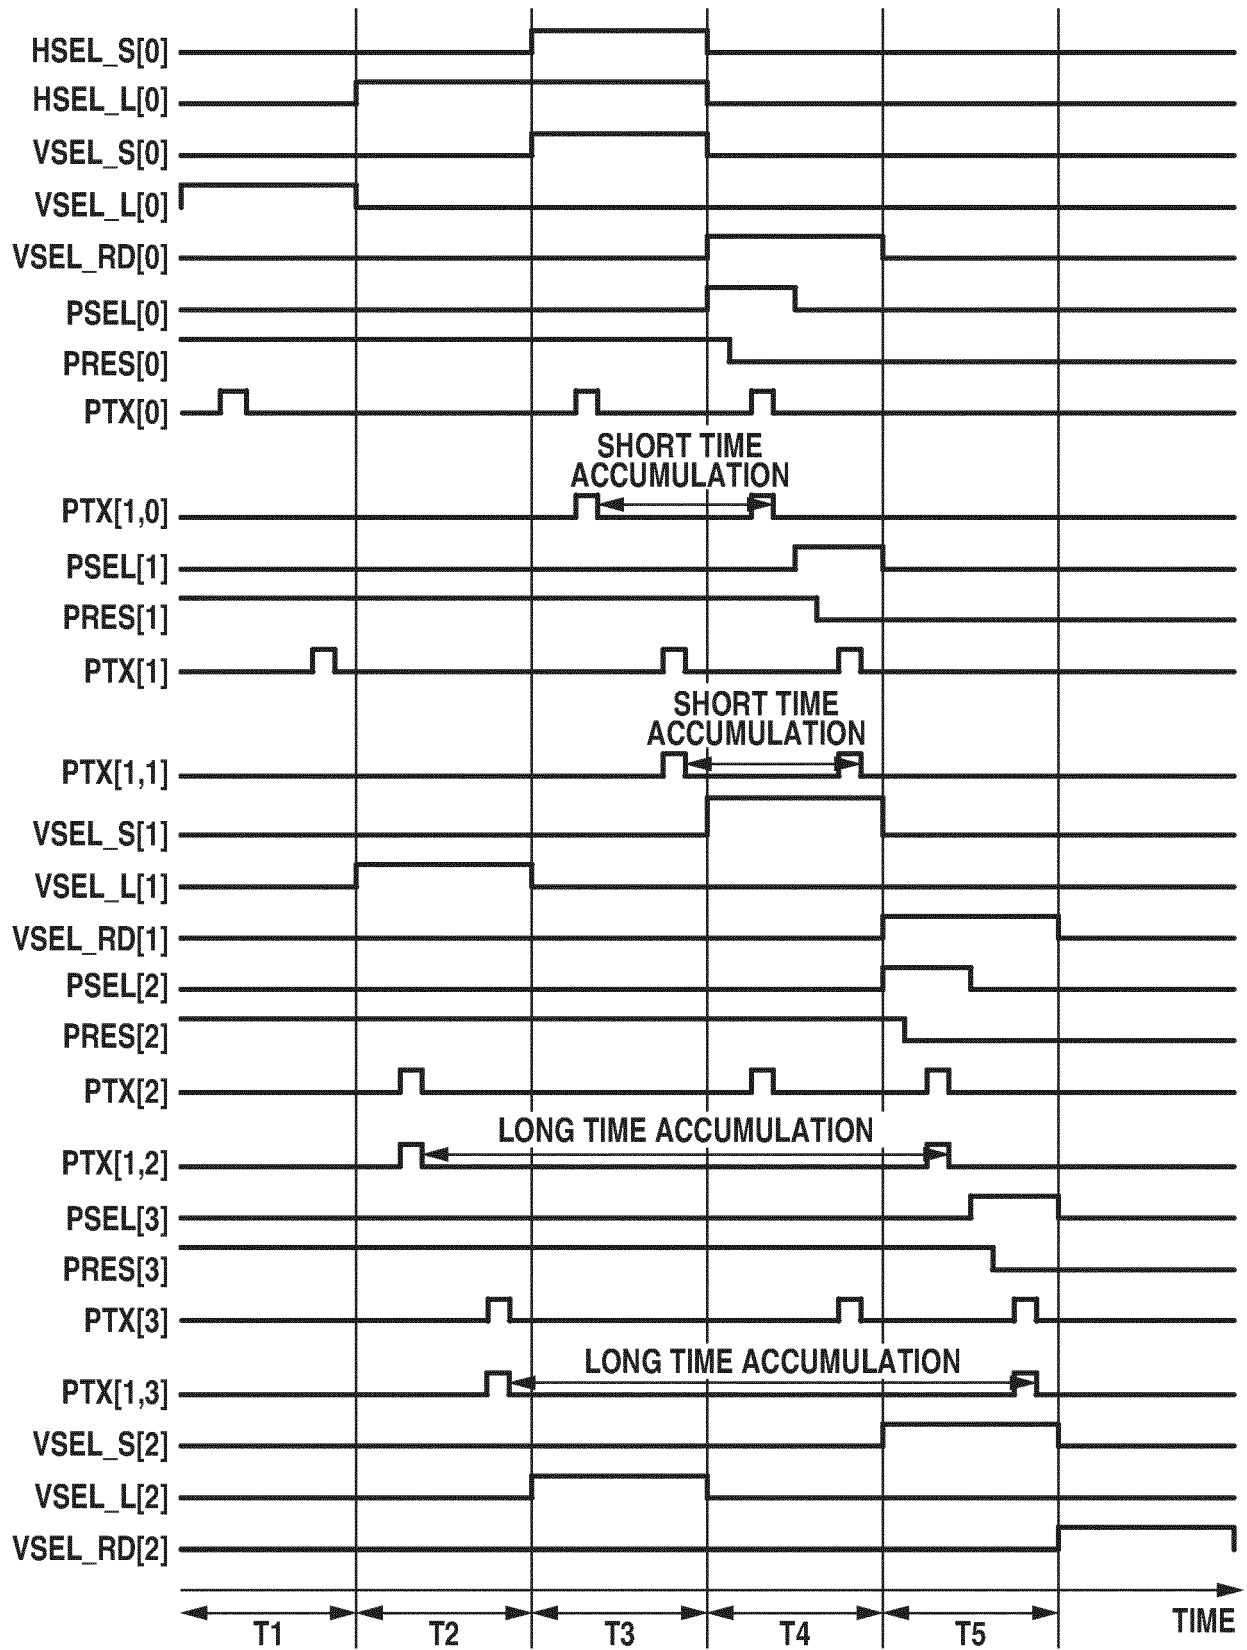 HSEL_S[0]
HSEL_L[0]
VSEL_S[0]
VSEL_L[0]
VSEL_RD[0]
PSEL[0]
PRES[0]
PTX[0]
SHORT TIME
ACCUMULATION
PTX[1,0]
PSEL[1]
PRES[1]
PTX[1]
SHORT TIME
ACCUMULATION
PTX[1,1]
VSEL_S[1]
VSEL_L[1]
VSEL_RD[1]
PSEL[2]
PRES[2]
PTX[2]
LONG TIME ACCUMULATION
PTX[1,2]
PSEL[3]
PRES[3]
PTX[3]
LONG TIME ACCUMULATION
PTX[1,3]
VSEL_S[2]
VSEL_L[2]
VSEL_RD[2]
T1 T2 T3 T4 T5 TIME